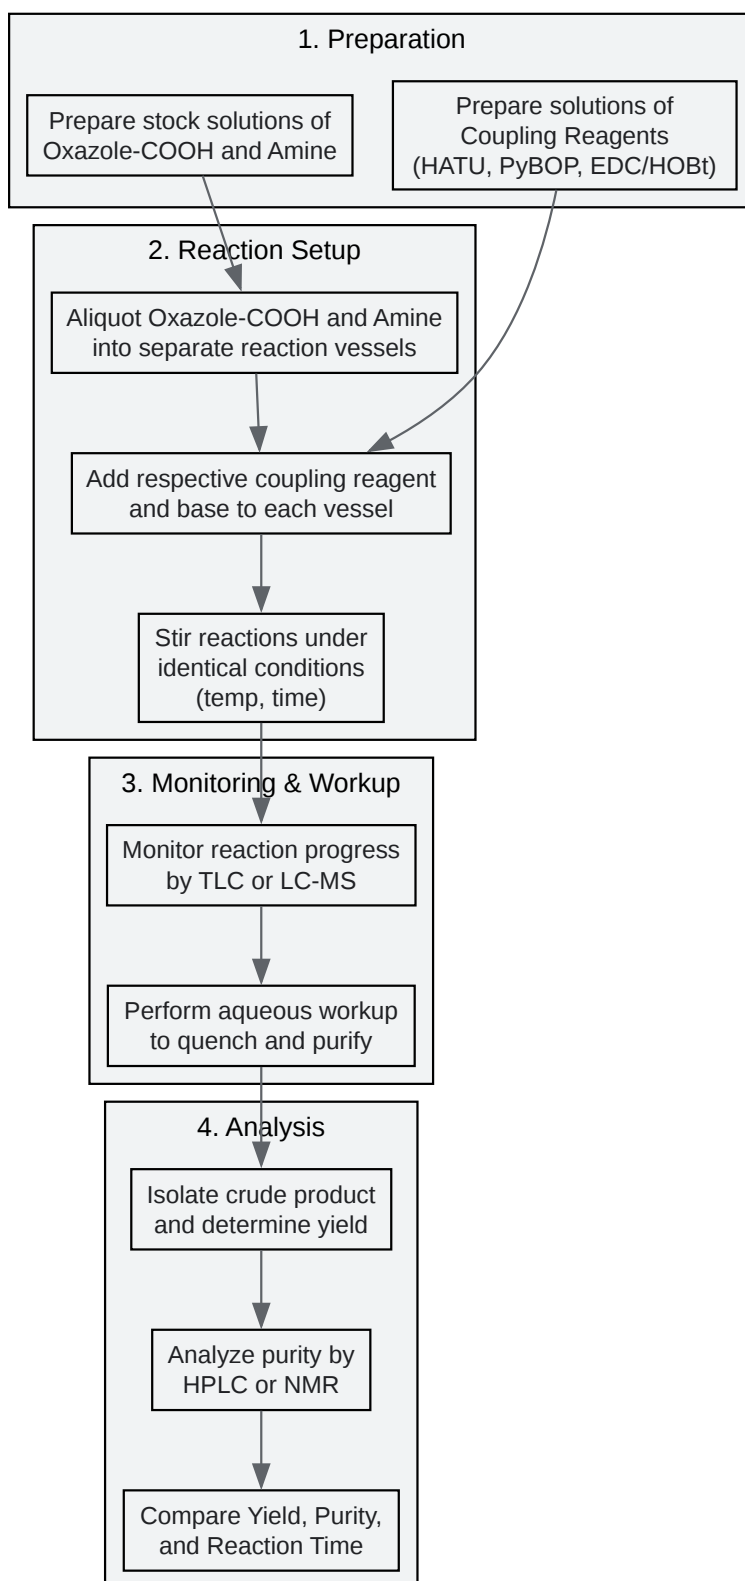 1. Preparation
Prepare stock solutions of
Oxazole-COOH and Amine
Prepare solutions of
Coupling Reagents
(HATU, PyBOP, EDC/HOBt)
2. Reaction Setup
Aliquot Oxazole-COOH and Amine
into separate reaction vessels
Add respective coupling reagent
and base to each vessel
Stir reactions under
identical conditions
(temp, time)
3. Monitoring & Workup
Monitor reaction progress
by TLC or LC-MS
Perform aqueous workup
to quench and purify
4. Analysis
Isolate crude product
and determine yield
Analyze purity by
HPLC or NMR
Compare Yield, Purity,
and Reaction Time